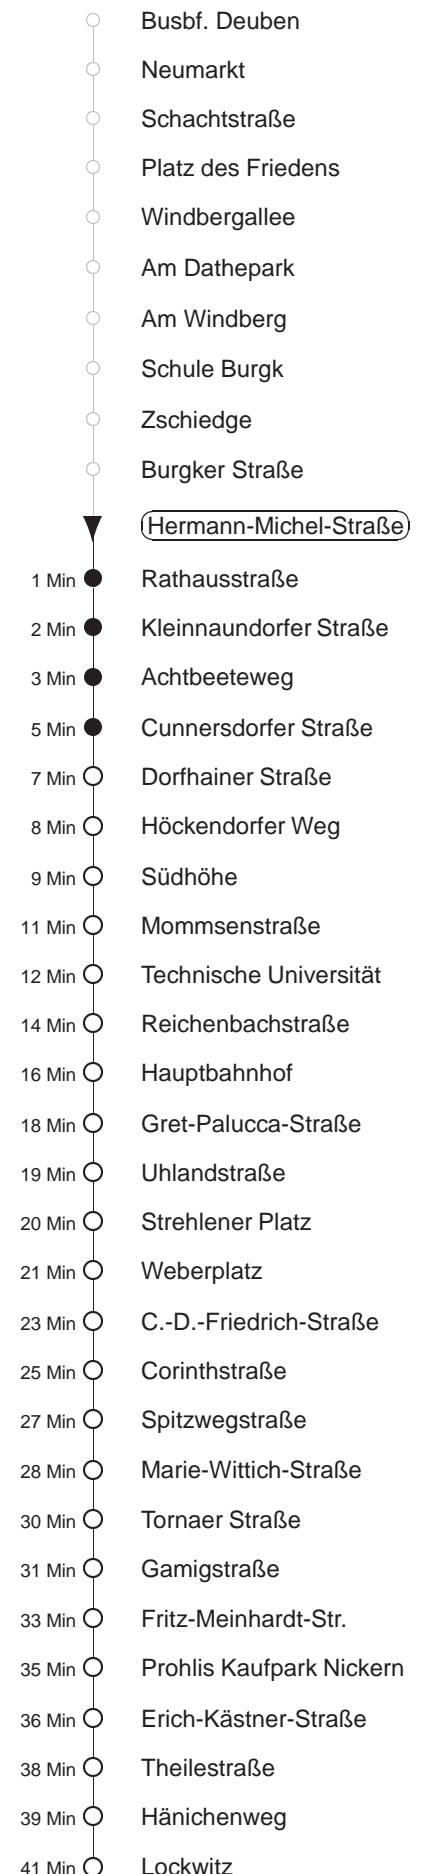 Busbf. Deuben
Neumarkt
Schachtstraße
Platz des Friedens
Windbergallee
Am Dathepark
Am Windberg
Schule Burgk
Zschiedge
Burgker Straße
Hermann-Michel-Straße
1 Min Rathausstraße
2 Min Kleinnaundorfer Straße
3 Min Achtbeeteweg
5 Min Cunnersdorfer Straße
7 Min Dorfhainer Straße
8 Min Höckendorfer Weg
9 Min Südhöhe
11 Min Mommsenstraße
12 Min Technische Universität
14 Min Reichenbachstraße
16 Min Hauptbahnhof
18 Min Gret-Palucca-Straße
19 Min Uhlandstraße
20 Min Strehlener Platz
21 Min Weberplatz
23 Min C.-D.-Friedrich-Straße
25 Min Corinthstraße
27 Min Spitzwegstraße
28 Min Marie-Wittich-Straße
30 Min Tornaer Straße
31 Min Gamigstraße
33 Min Fritz-Meinhardt-Str.
35 Min Prohlis Kaufpark Nickern
36 Min Erich-Kästner-Straße
38 Min Theilestraße
39 Min Hänichenweg
41 Min Lockwitz